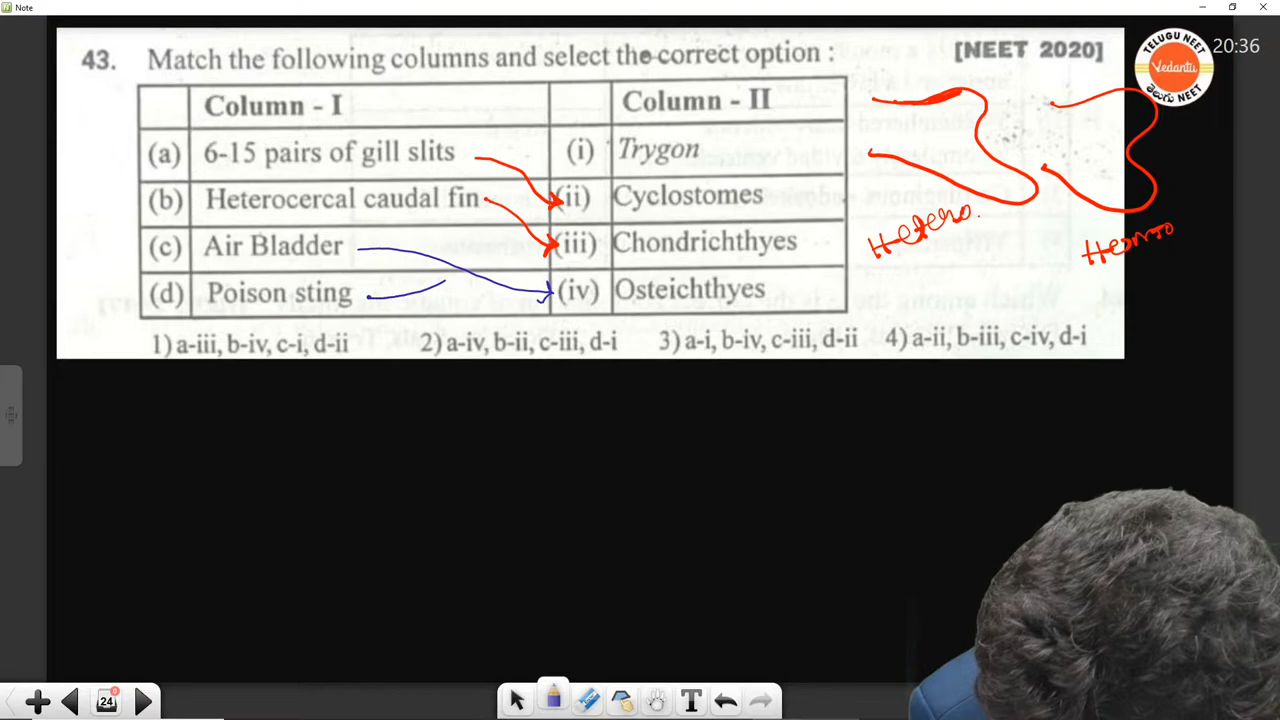 Note
43. Match the following columns and select the correct option : [NEET 2020]
TELUGU NEET
Vedantu
తెలుగు NEET
20:36
Column - I Column - II
(a) 6-15 pairs of gill slits (i) Trygon
(b) Heterocercal caudal fin (ii) Cyclostomes
(c) Air Bladder (iii) Chondrichthyes
(d) Poison sting (iv) Osteichthyes
Hetero.
1) a-iii, b-iv, c-i, d-ii 2) a-iv, b-ii, c-iii, d-i 3) a-i, b-iv, c-iii, d-ii 4) a-ii, b-iii, c-iv, d-i
24
0
T